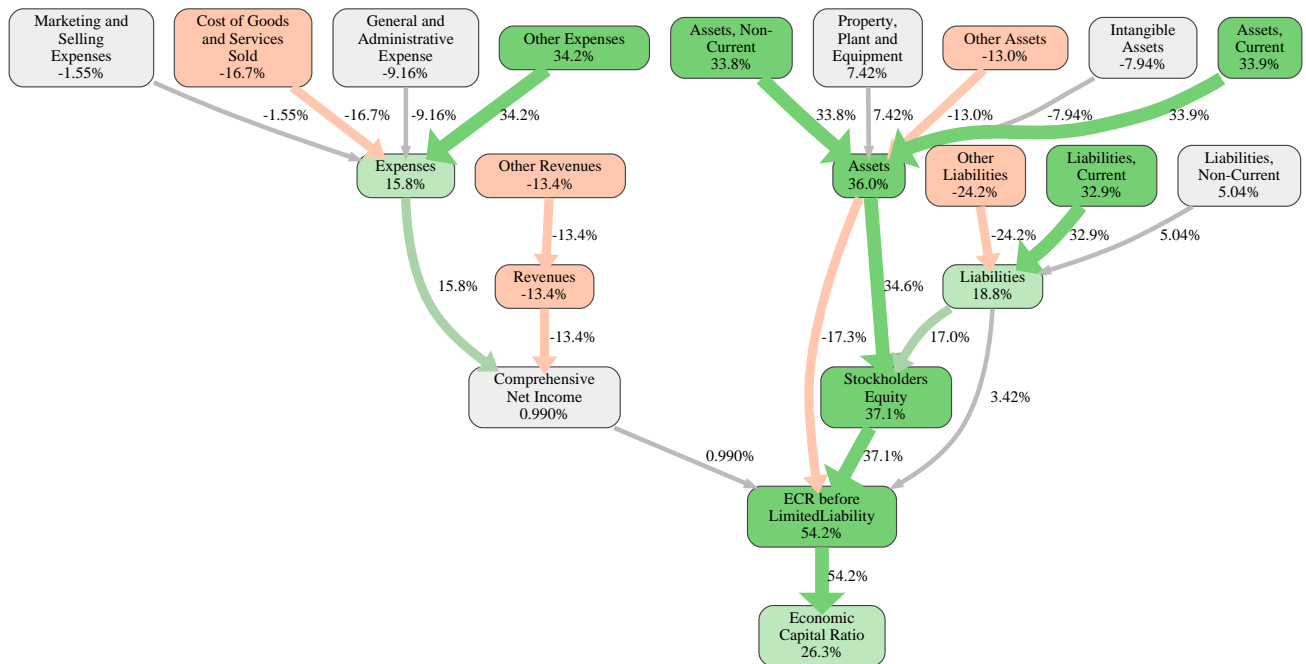 Marketing and
Selling
Expenses
-1.55%
Cost of Goods
and Services
Sold
-16.7%
General and
Administrative
Expense
-9.16%
Other Expenses
34.2%
Assets, Non-
Current
33.8%
Property,
Plant and
Equipment
7.42%
Other Assets
-13.0%
Intangible
Assets
-7.94%
Assets,
Current
33.9%
-1.55%
-16.7%
-9.16%
34.2%
33.8%
7.42%
-13.0%
-7.94%
33.9%
Expenses
15.8%
Other Revenues
-13.4%
Assets
36.0%
Other
Liabilities
-24.2%
Liabilities,
Current
32.9%
Liabilities,
Non-Current
5.04%
-13.4%
-24.2%
32.9%
5.04%
15.8%
Revenues
-13.4%
34.6%
Liabilities
18.8%
-13.4%
-17.3%
17.0%
Comprehensive
Net Income
0.990%
Stockholders
Equity
37.1%
3.42%
0.990%
37.1%
ECR before
LimitedLiability
54.2%
54.2%
Economic
Capital Ratio
26.3%